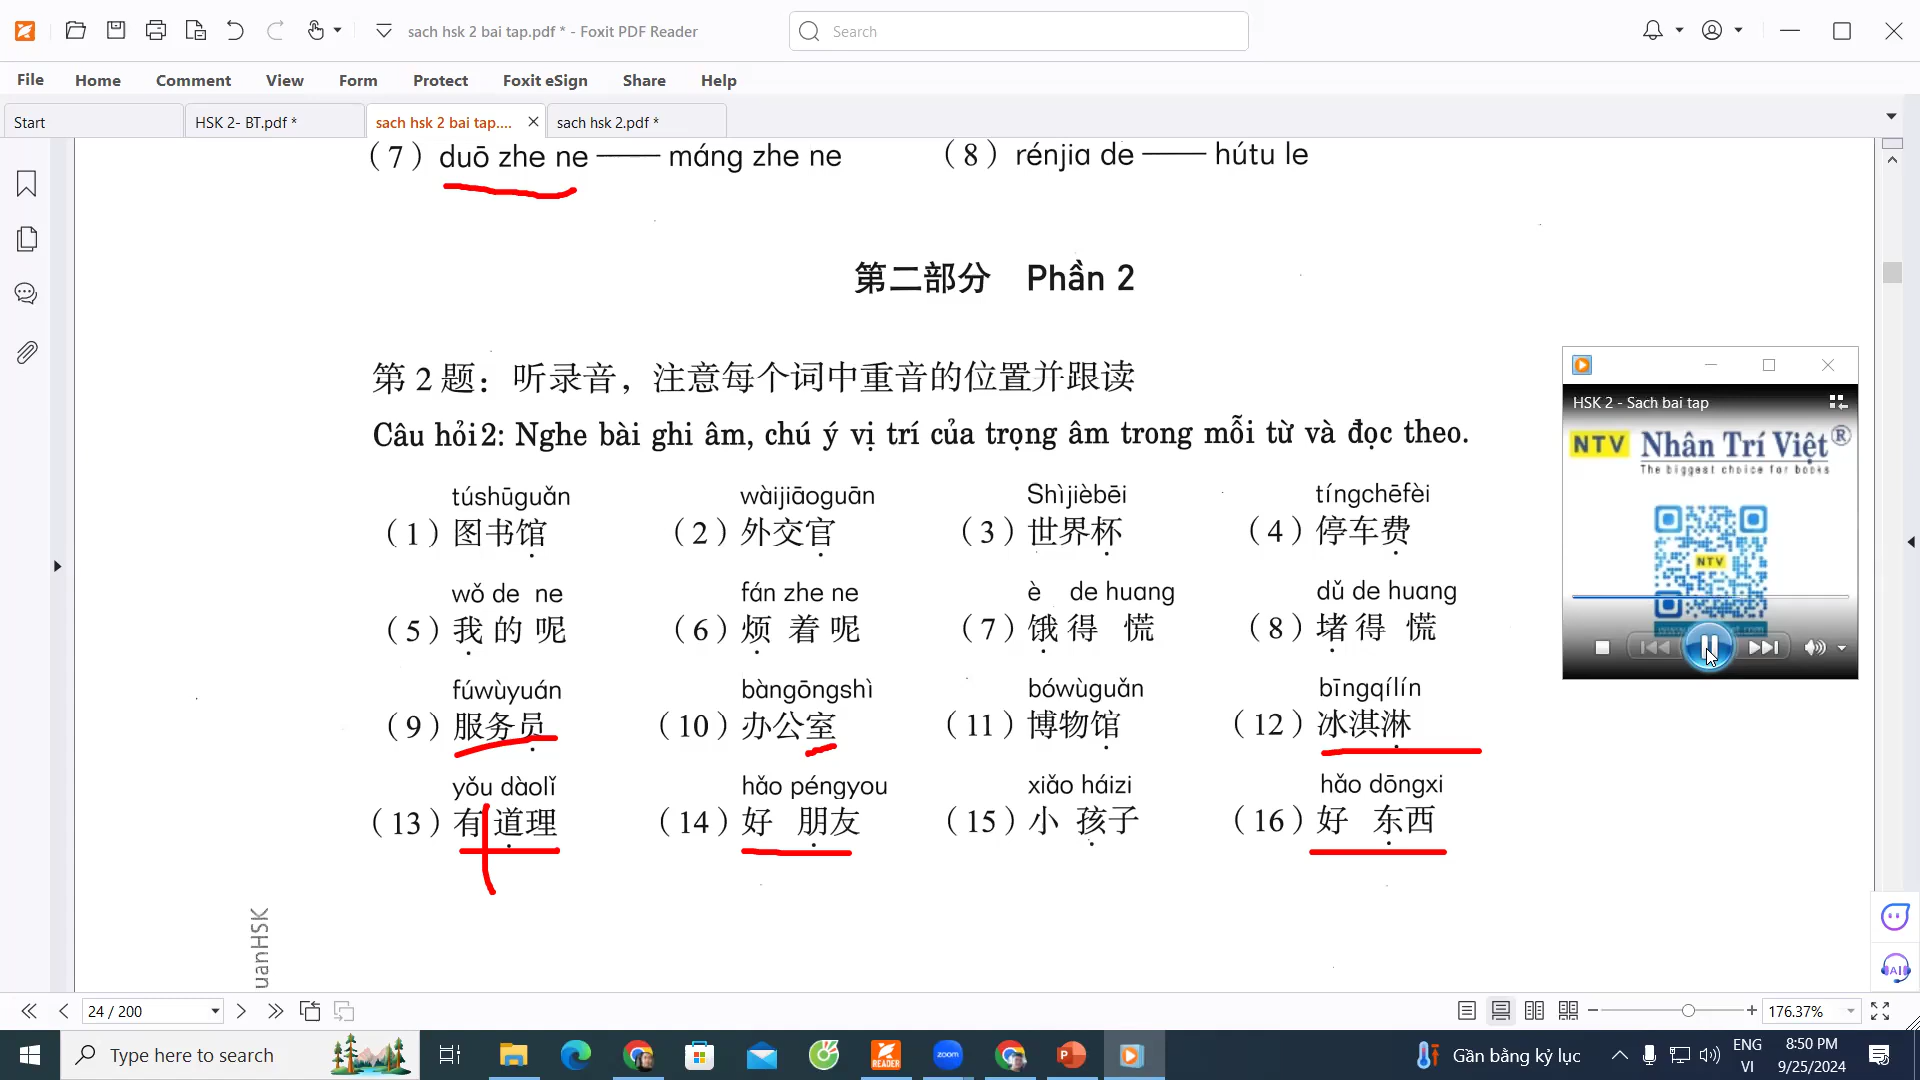 sach hsk 2 bai tap.pdf * - Foxit PDF Reader
Search
File Home Comment View Form Protect Foxit eSign Share Help
Start HSK 2- BT.pdf * sach hsk 2 bai tap.... sach hsk 2.pdf *
(7) duō zhe ne —— máng zhe ne (8) rénjia de —— hútu le
第二部分 Phần 2
第2题：听录音，注意每个词中重音的位置并跟读
Câu hỏi 2: Nghe bài ghi âm, chú ý vị trí của trọng âm trong mỗi từ và đọc theo.
túshūguǎn wàijiāoguān Shìjièbēi tíngchēfèi
(1) 图书馆 (2) 外交官 (3) 世界杯 (4) 停车费
wǒ de ne fán zhe ne è de huang dǔ de huang
(5) 我的呢 (6) 烦着呢 (7) 饿得慌 (8) 堵得慌
fúwùyuán bàngōngshì bówùguǎn bīngqílín
(9) 服务员 (10) 办公室 (11) 博物馆 (12) 冰淇淋
yǒu dàolǐ hǎo péngyou xiǎo háizi hǎo dōngxi
(13) 有道理 (14) 好朋友 (15) 小孩子 (16) 好东西
uanHSK
HSK 2 - Sach bai tap
NTV Nhân Trí Việt®
The biggest choice for books
NTV
AI
24 / 200
176.37%
Type here to search
READER
zoom
Gần bằng kỷ lục
ENG
VI
8:50 PM
9/25/2024